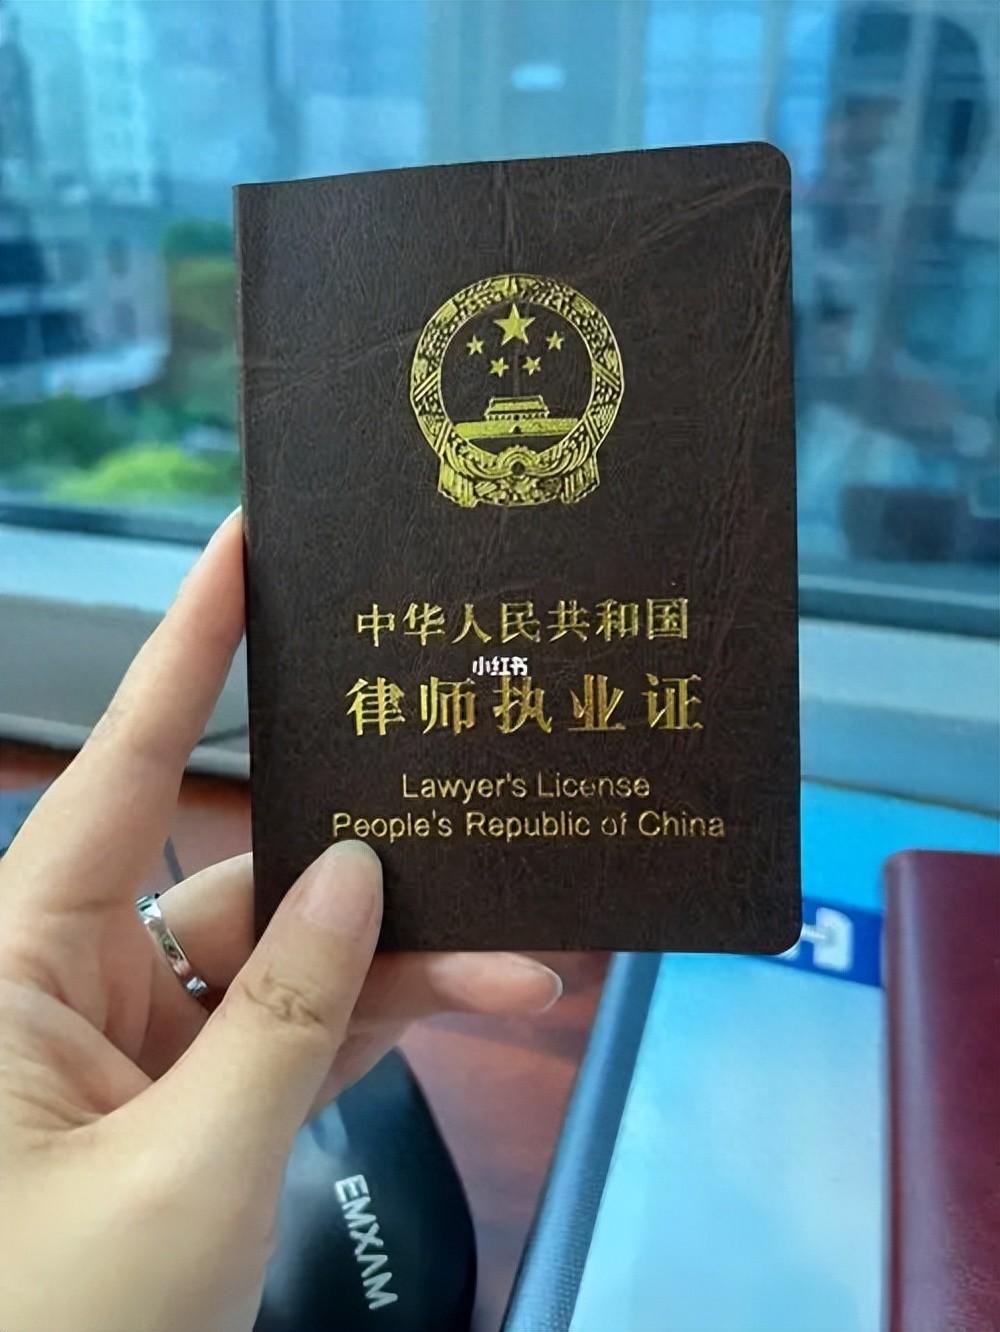 中华人民共和国
小红书
律师执业证
Lawyer's License
People's Republic of China
EMXAM